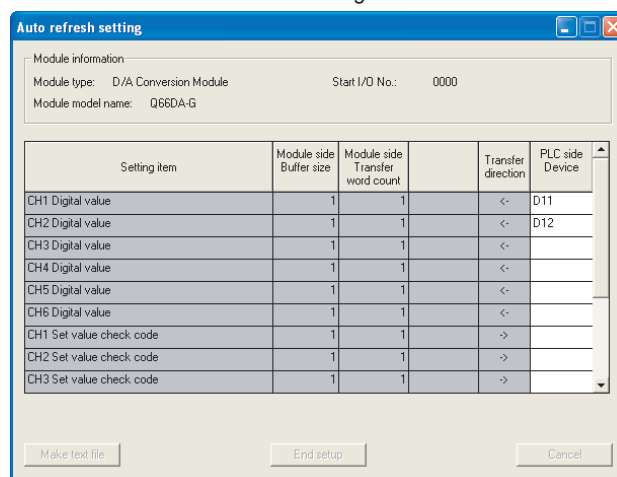 Auto refresh setting
Module information
Module type: D/A Conversion Module Start I/O No.: 0000
Module model name: Q66DA-G
Setting item Module side Buffer size Module side Transfer word count Transfer direction PLC side Device
CH1 Digital value 1 1 <- D11
CH2 Digital value 1 1 <- D12
CH3 Digital value 1 1 <-
CH4 Digital value 1 1 <-
CH5 Digital value 1 1 <-
CH6 Digital value 1 1 <-
CH1 Set value check code 1 1 ->
CH2 Set value check code 1 1 ->
CH3 Set value check code 1 1 ->
Make text file End setup Cancel